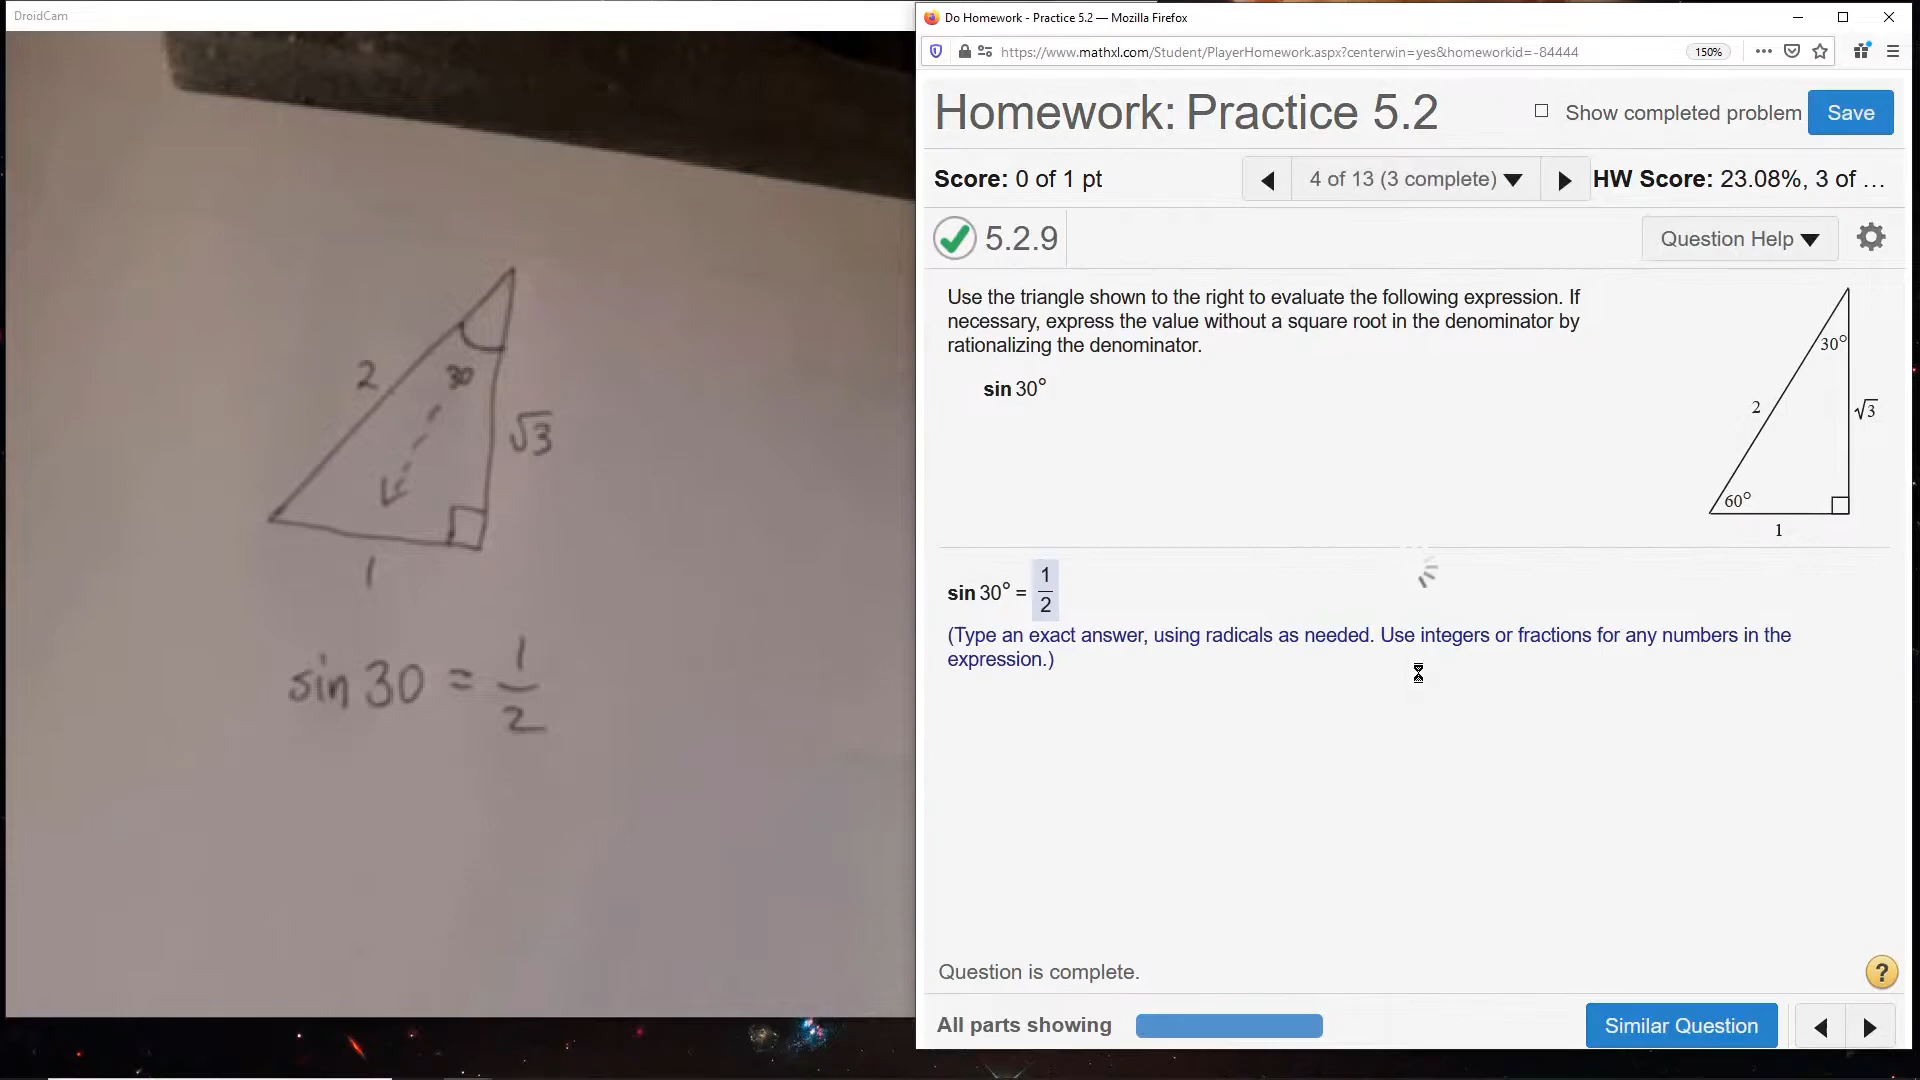 DroidCam
2
30
√3
1
sin 30 = 1/2
Do Homework - Practice 5.2 — Mozilla Firefox
https://www.mathxl.com/Student/PlayerHomework.aspx?centerwin=yes&homeworkid=-84444
150%
Homework: Practice 5.2
Show completed problem
Save
Score: 0 of 1 pt
4 of 13 (3 complete)
HW Score: 23.08%, 3 of ...
5.2.9
Question Help
Use the triangle shown to the right to evaluate the following expression. If
necessary, express the value without a square root in the denominator by
rationalizing the denominator.
sin 30°
30°
2
√3
60°
1
sin 30° = 1/2
(Type an exact answer, using radicals as needed. Use integers or fractions for any numbers in the
expression.)
Question is complete.
?
All parts showing
Similar Question